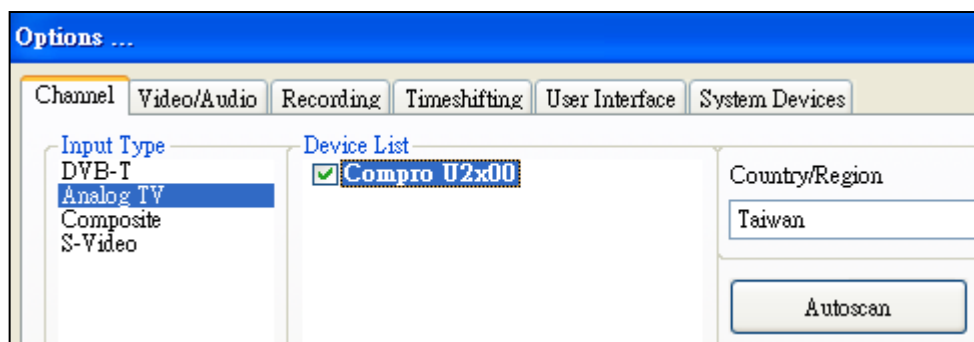 Options ...
Channel Video/Audio Recording Timeshifting User Interface System Devices
Input Type
DVB-T
Analog TV
Composite
S-Video
Device List
Compro U2x00
Country/Region
Taiwan
Autoscan